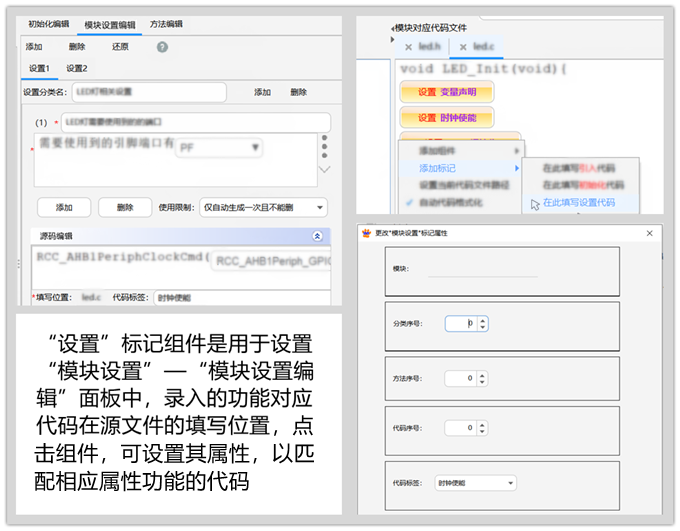 初始化编辑 模块设置编辑 方法编辑
添加 删除 还原 ?
设置1 设置2
设置分类名: LED灯相关设置 添加 删除
(1) * LED灯需要使用到的的端口
* 需要使用到的引脚端口有 PF
添加 删除 使用限制: 仅自动生成一次且不能删
源码编辑
RCC_AHB1PeriphClockCmd( RCC_AHB1Periph_GPIO
*填写位置: led.c 代码标签: 时钟使能
“设置”标记组件是用于设置
“模块设置”—“模块设置编
辑”面板中，录入的功能对应
代码在源文件的填写位置，点
击组件，可设置其属性，以匹
配相应属性功能的代码
模块对应代码文件
led.h led.c
void LED_Init(void){
设置 变量声明
设置 时钟使能
添加组件
添加标记
设置当前代码文件路径
自动代码格式化
在此填写引入代码
在此填写初始化代码
在此填写设置代码
更改"模块设置"标记属性
模块:
分类序号: 0
方法序号: 0
代码序号: 0
代码标签: 时钟使能